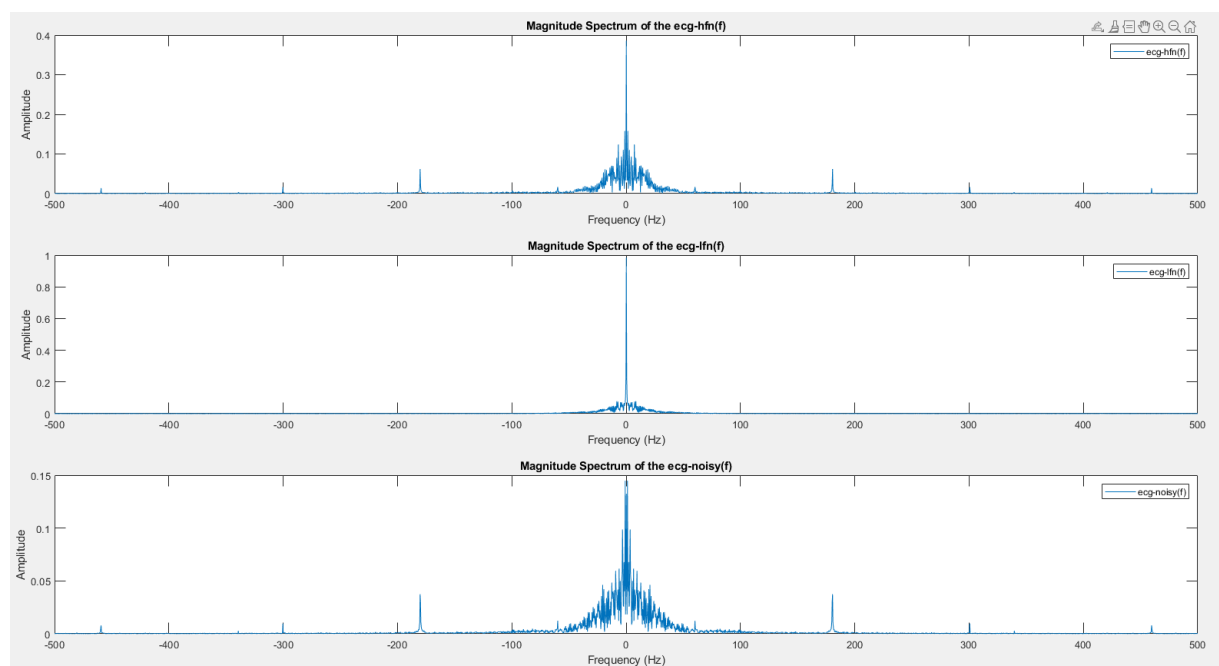 Magnitude Spectrum of the ecg-hfn(f)
ecg-hfn(f)
Amplitude
0.4
0.3
0.2
0.1
0
-500 -400 -300 -200 -100 0 100 200 300 400 500
Frequency (Hz)
Magnitude Spectrum of the ecg-lfn(f)
ecg-lfn(f)
Amplitude
1
0.8
0.6
0.4
0.2
0
-500 -400 -300 -200 -100 0 100 200 300 400 500
Frequency (Hz)
Magnitude Spectrum of the ecg-noisy(f)
ecg-noisy(f)
Amplitude
0.15
0.1
0.05
0
-500 -400 -300 -200 -100 0 100 200 300 400 500
Frequency (Hz)